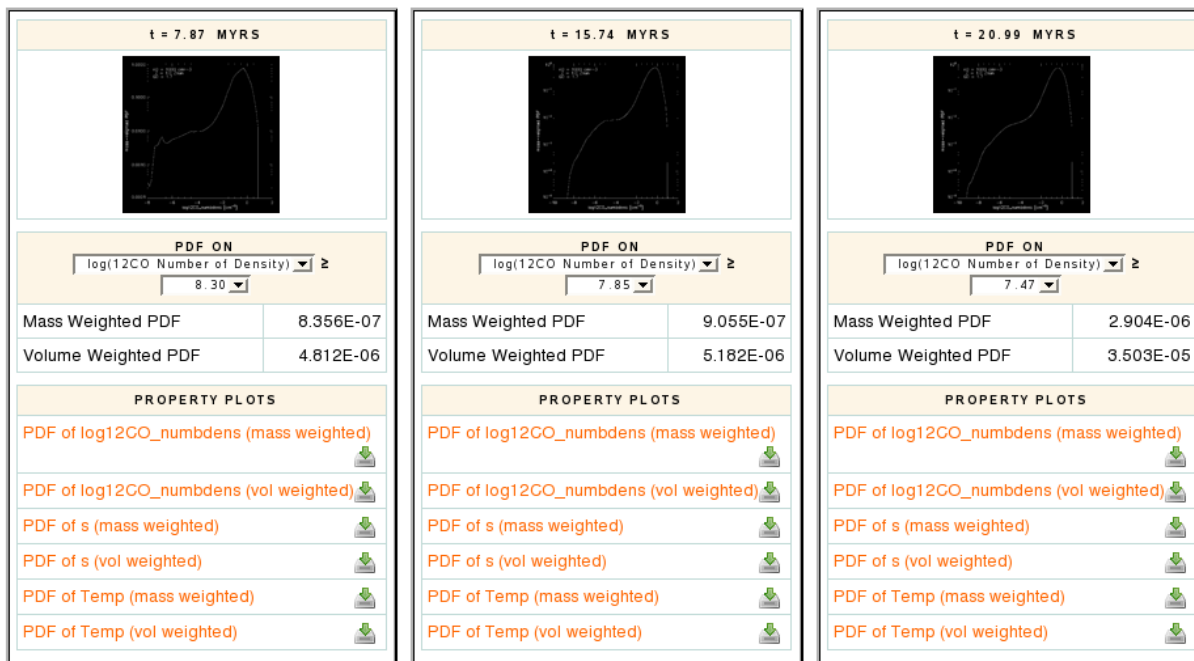 t = 7.87 MYRS
PDF ON
log(12CO Number of Density) ≥
8.30
Mass Weighted PDF 8.356E-07
Volume Weighted PDF 4.812E-06
PROPERTY PLOTS
PDF of log12CO_numbdens (mass weighted)
PDF of log12CO_numbdens (vol weighted)
PDF of s (mass weighted)
PDF of s (vol weighted)
PDF of Temp (mass weighted)
PDF of Temp (vol weighted)
t = 15.74 MYRS
PDF ON
log(12CO Number of Density) ≥
7.85
Mass Weighted PDF 9.055E-07
Volume Weighted PDF 5.182E-06
PROPERTY PLOTS
PDF of log12CO_numbdens (mass weighted)
PDF of log12CO_numbdens (vol weighted)
PDF of s (mass weighted)
PDF of s (vol weighted)
PDF of Temp (mass weighted)
PDF of Temp (vol weighted)
t = 20.99 MYRS
PDF ON
log(12CO Number of Density) ≥
7.47
Mass Weighted PDF 2.904E-06
Volume Weighted PDF 3.503E-05
PROPERTY PLOTS
PDF of log12CO_numbdens (mass weighted)
PDF of log12CO_numbdens (vol weighted)
PDF of s (mass weighted)
PDF of s (vol weighted)
PDF of Temp (mass weighted)
PDF of Temp (vol weighted)